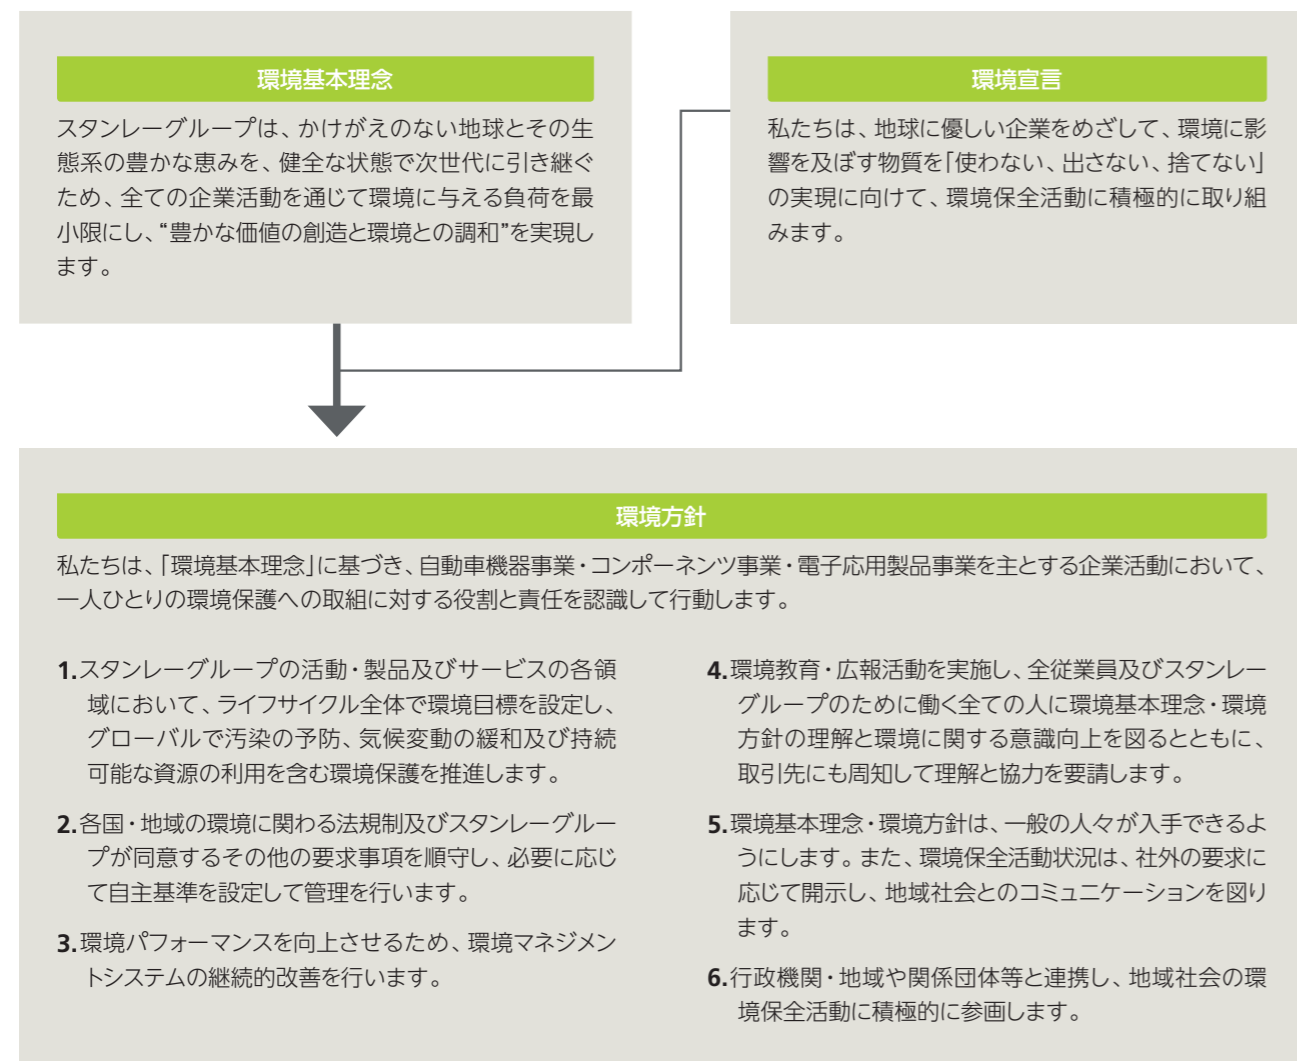 環境基本理念
スタンレーグループは、かけがえのない地球とその生
態系の豊かな恵みを、健全な状態で次世代に引き継ぐ
ため、全ての企業活動を通じて環境に与える負荷を最
小限にし、“豊かな価値の創造と環境との調和”を実現し
ます。
環境宣言
私たちは、地球に優しい企業をめざして、環境に影
響を及ぼす物質を「使わない、出さない、捨てない」
の実現に向けて、環境保全活動に積極的に取り組
みます。
環境方針
私たちは、「環境基本理念」に基づき、自動車機器事業・コンポーネンツ事業・電子応用製品事業を主とする企業活動において、
一人ひとりの環境保護への取組に対する役割と責任を認識して行動します。
1.スタンレーグループの活動・製品及びサービスの各領
域において、ライフサイクル全体で環境目標を設定し、
グローバルで汚染の予防、気候変動の緩和及び持続
可能な資源の利用を含む環境保護を推進します。
2.各国・地域の環境に関わる法規制及びスタンレーグルー
プが同意するその他の要求事項を順守し、必要に応じ
て自主基準を設定して管理を行います。
3.環境パフォーマンスを向上させるため、環境マネジメン
トシステムの継続的改善を行います。
4.環境教育・広報活動を実施し、全従業員及びスタンレー
グループのために働く全ての人に環境基本理念・環境
方針の理解と環境に関する意識向上を図るとともに、
取引先にも周知して理解と協力を要請します。
5.環境基本理念・環境方針は、一般の人々が入手できるよ
うにします。また、環境保全活動状況は、社外の要求に
応じて開示し、地域社会とのコミュニケーションを図り
ます。
6.行政機関・地域や関係団体等と連携し、地域社会の環
境保全活動に積極的に参画します。